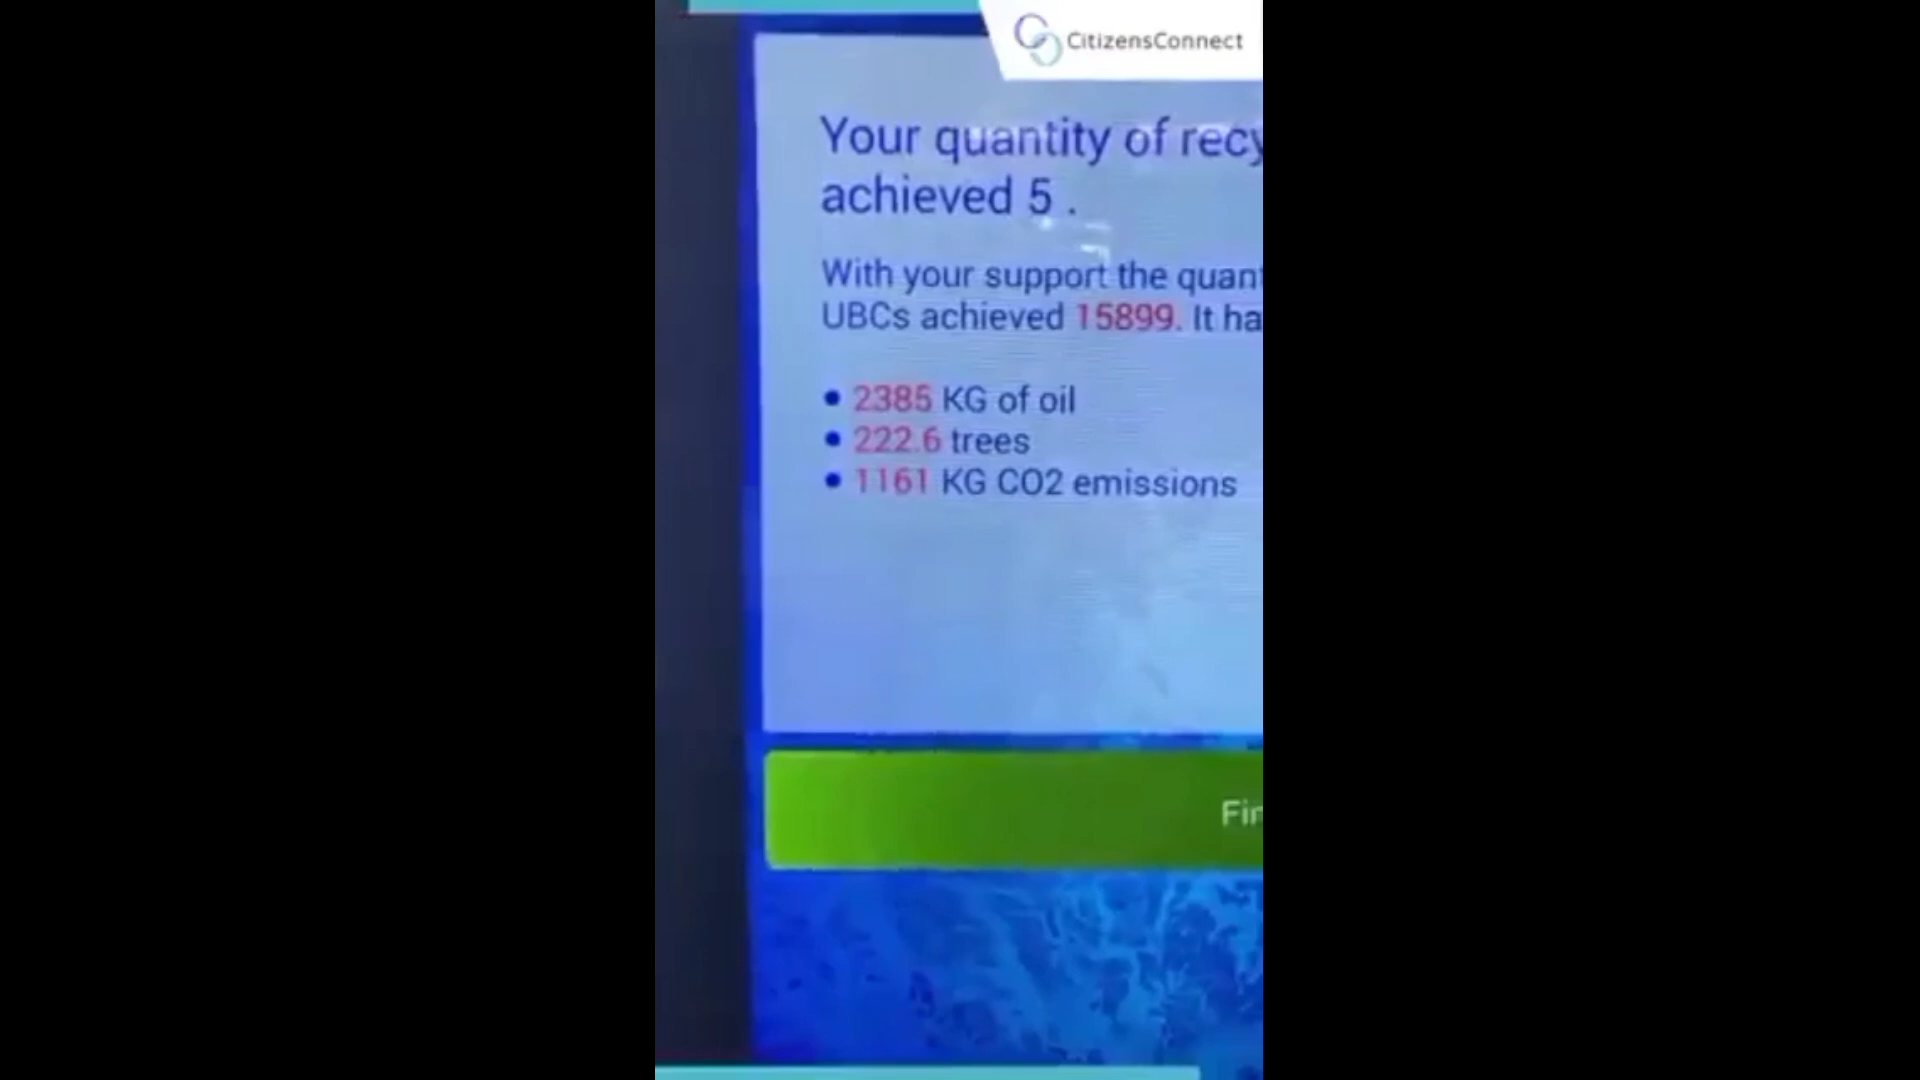 CitizensConnect
Your quantity of recy
achieved 5 .
With your support the quant
UBCs achieved 15899. It ha
• 2385 KG of oil
• 222.6 trees
• 1161 KG CO2 emissions
Fin